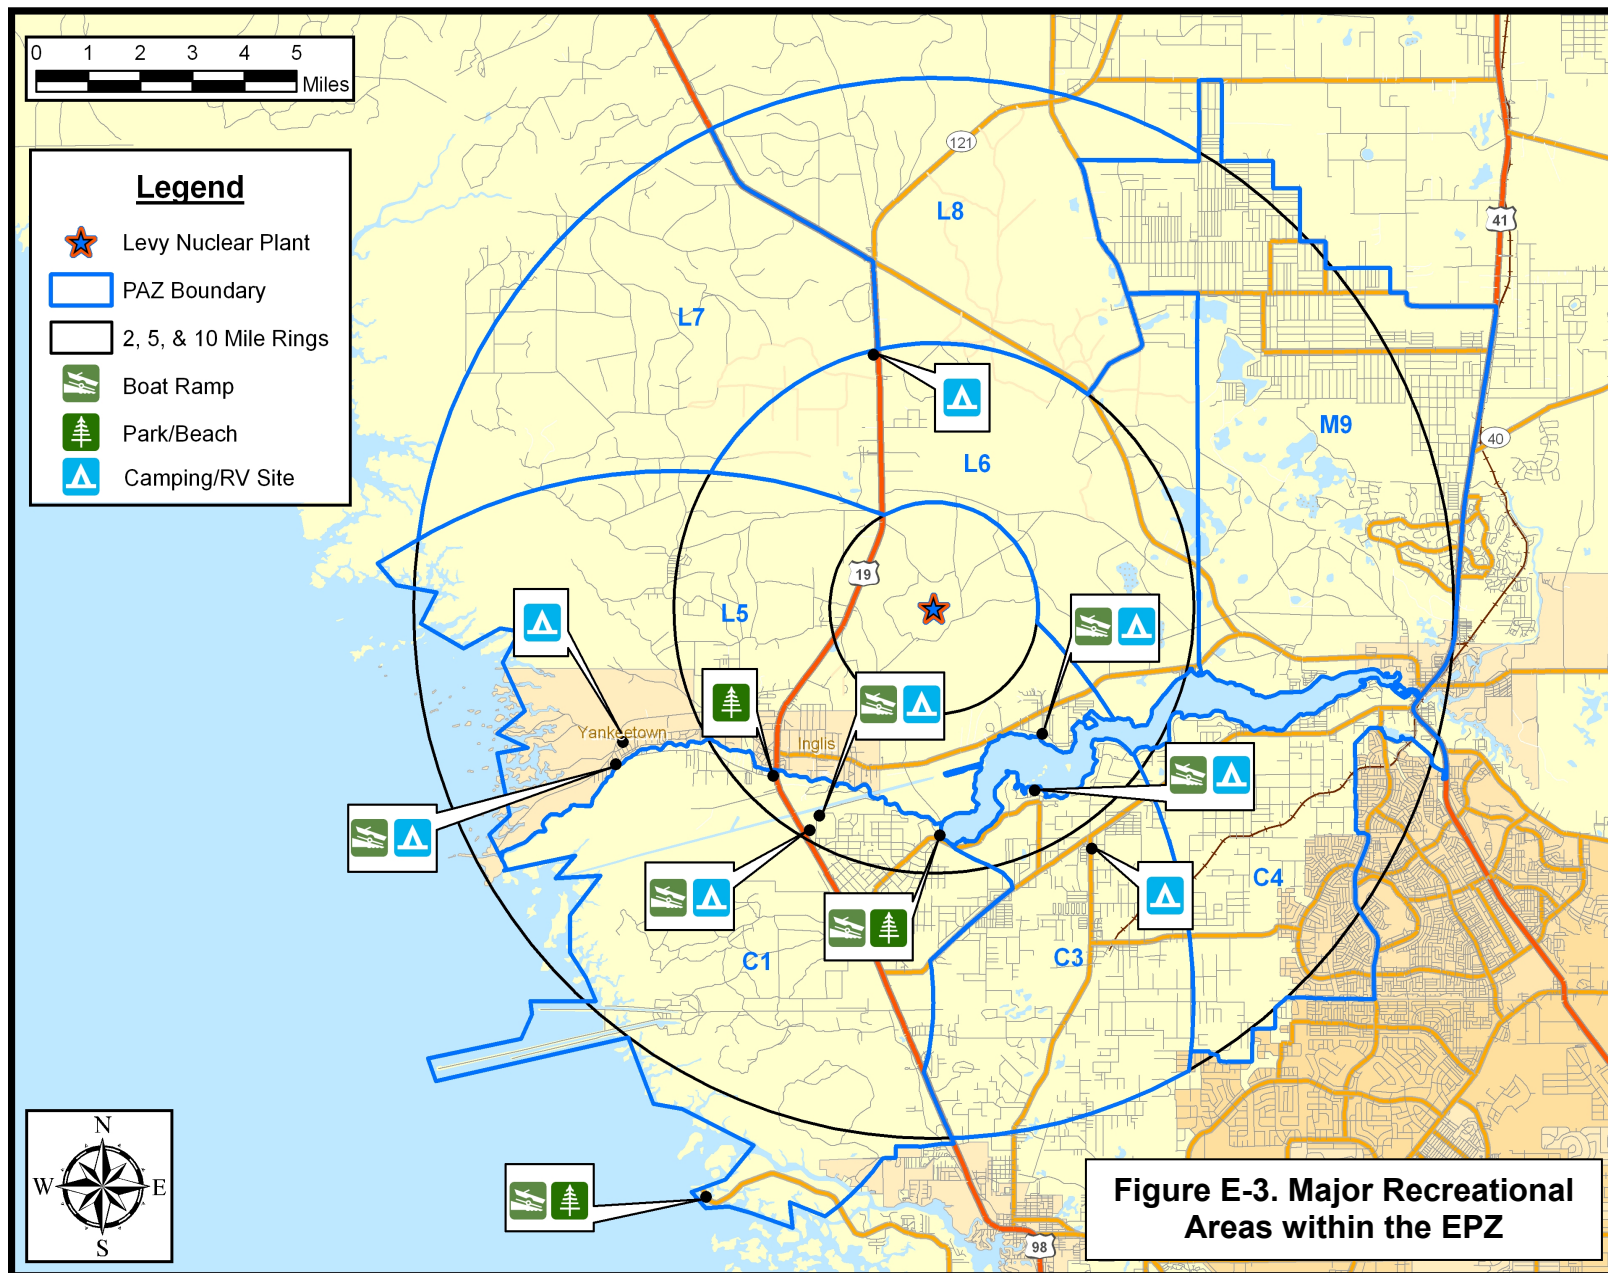 0 1 2 3 4 5
Miles
Legend
Levy Nuclear Plant
PAZ Boundary
2, 5, & 10 Mile Rings
Boat Ramp
Park/Beach
Camping/RV Site
121
L8
41
L7
M9
40
L6
19
L5
Yankeetown
Inglis
C4
C1
C3
N
W E
S
98
Figure E-3. Major Recreational
Areas within the EPZ